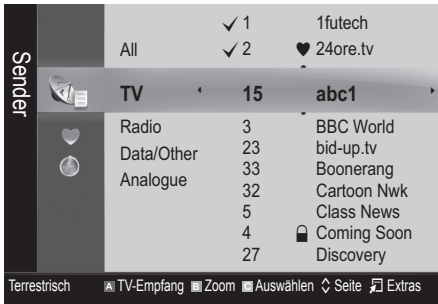 Sender
✓ 1 1futech
All ✓ 2 ♥ 24ore.tv
TV 15 abc1
Radio 3 BBC World
Data/Other 23 bid-up.tv
Analogue 33 Boonerang
32 Cartoon Nwk
5 Class News
4 Coming Soon
27 Discovery
Terrestrisch A TV-Empfang B Zoom C Auswählen Seite Extras